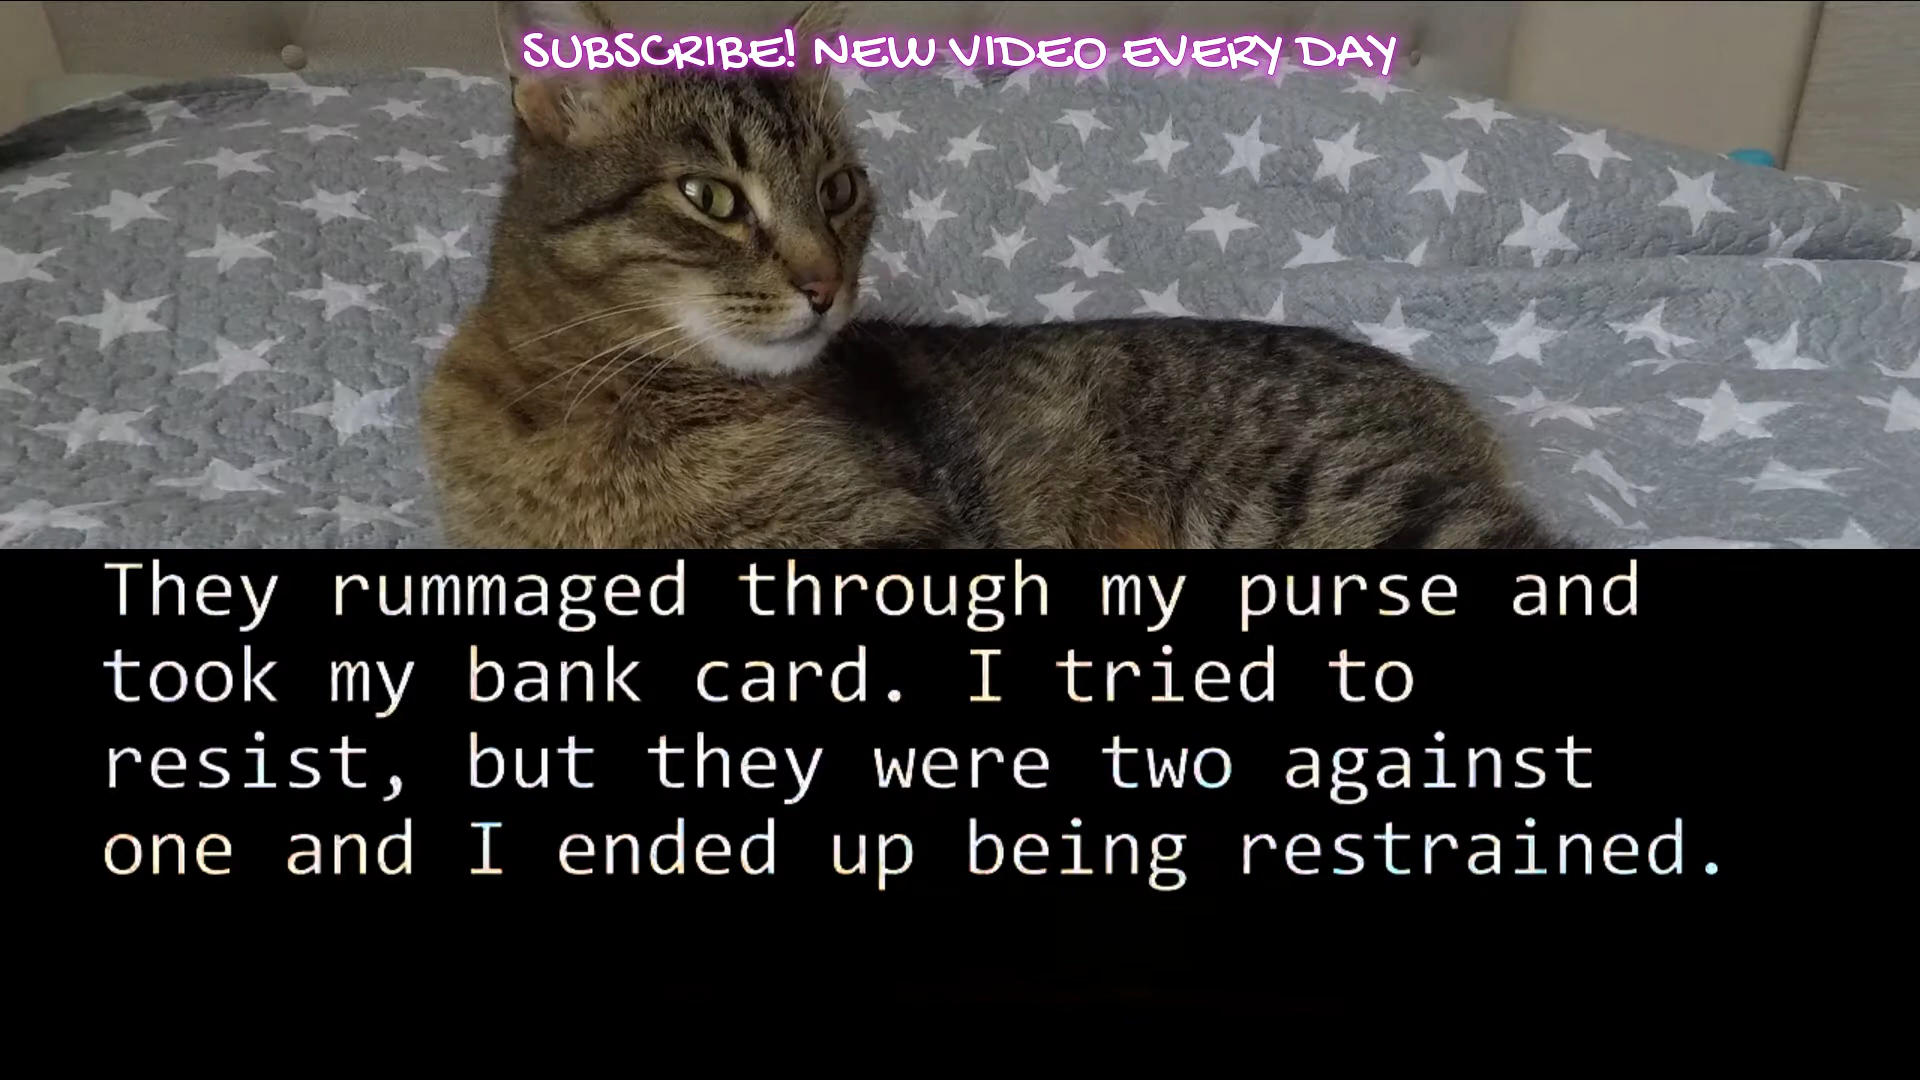 SUBSCRIBE! NEW VIDEO EVERY DAY
They rummaged through my purse and
took my bank card. I tried to
resist, but they were two against
one and I ended up being restrained.